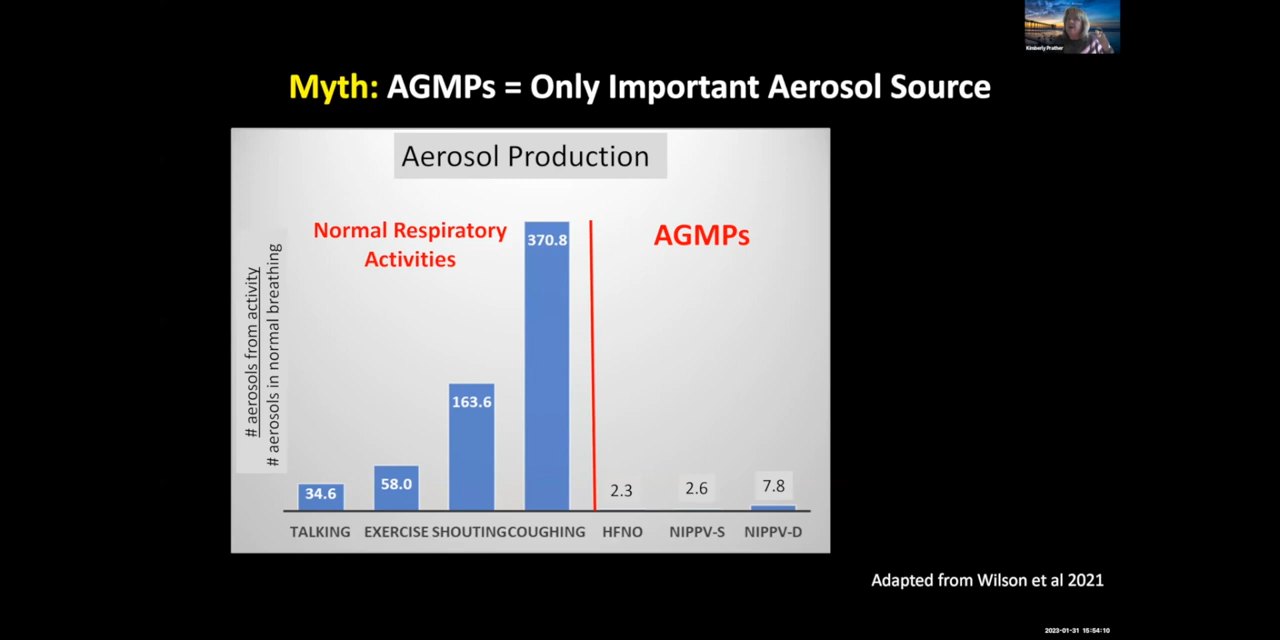 Kimberly Prather
Myth: AGMPs = Only Important Aerosol Source
Aerosol Production
Normal Respiratory
Activities
AGMPs
# aerosols from activity
# aerosols in normal breathing
34.6
58.0
163.6
370.8
2.3
2.6
7.8
TALKING EXERCISE SHOUTING COUGHING HFNO NIPPV-S NIPPV-D
Adapted from Wilson et al 2021
2023-01-31 15:54:10